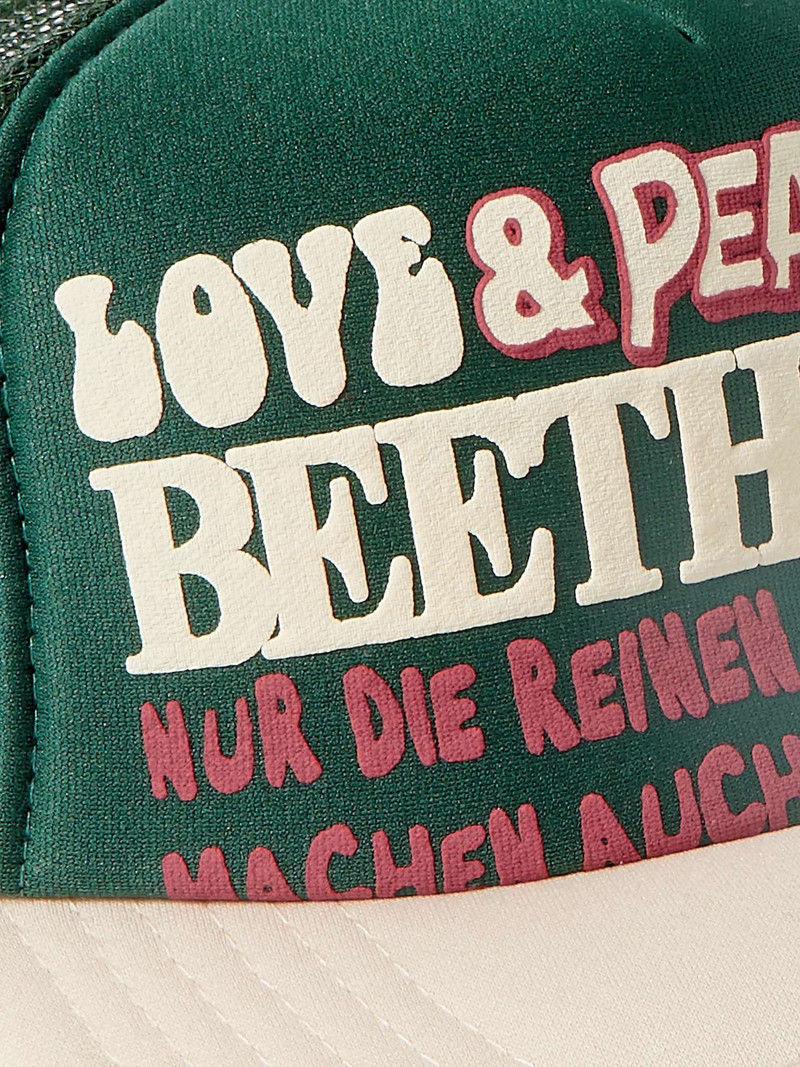 LOVE & PEA
BEETH
NUR DIE REINEN
MACHEN AUCH